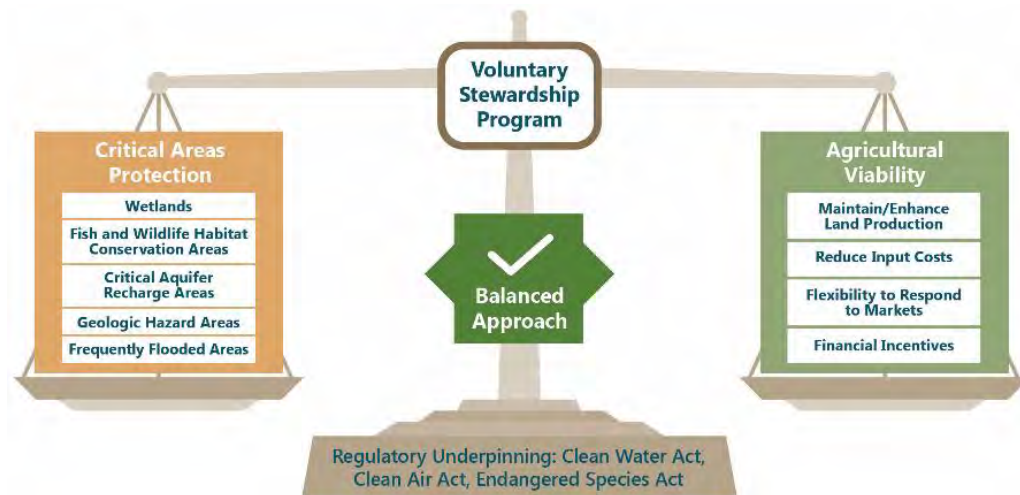 Voluntary
Stewardship
Program
Critical Areas
Protection
Wetlands
Fish and Wildlife Habitat
Conservation Areas
Critical Aquifer
Recharge Areas
Geologic Hazard Areas
Frequently Flooded Areas
Balanced
Approach
Agricultural
Viability
Maintain/Enhance
Land Production
Reduce Input Costs
Flexibility to Respond
to Markets
Financial Incentives
Regulatory Underpinning: Clean Water Act,
Clean Air Act, Endangered Species Act